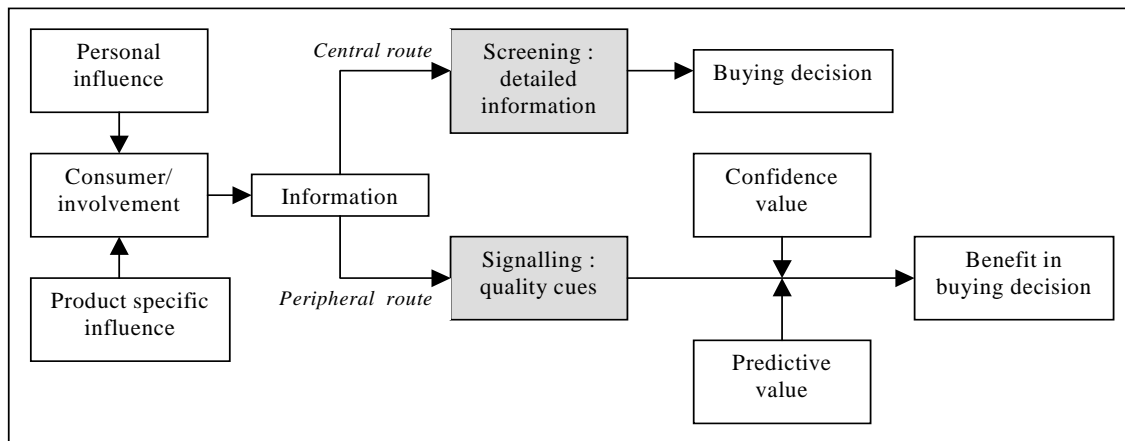 Personal
influence
Central route
Screening :
detailed
information
Buying decision
Consumer/
involvement
Information
Confidence
value
Product specific
influence
Peripheral route
Signalling :
quality cues
Benefit in
buying decision
Predictive
value